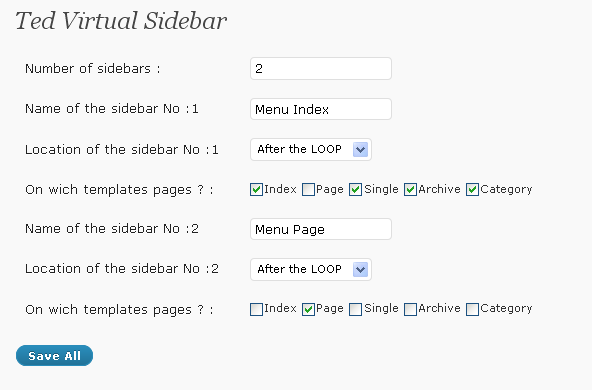 Ted Virtual Sidebar
Number of sidebars : 2
Name of the sidebar No :1 Menu Index
Location of the sidebar No :1 After the LOOP
On wich templates pages ? : Index Page Single Archive Category
Name of the sidebar No :2 Menu Page
Location of the sidebar No :2 After the LOOP
On wich templates pages ? : Index Page Single Archive Category
Save All